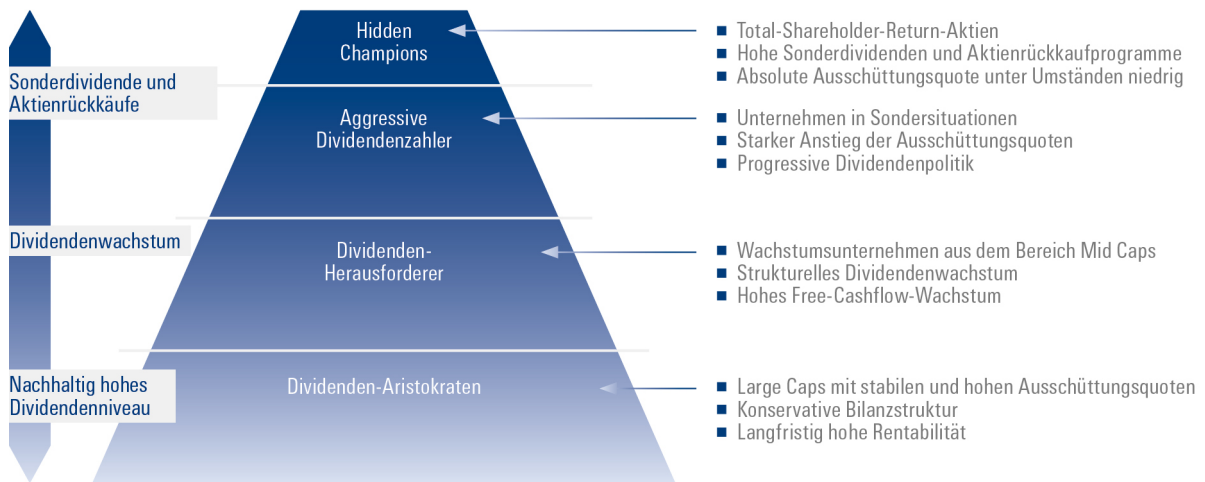 Hidden
Champions
Total-Shareholder-Return-Aktien
Hohe Sonderdividenden und Aktienrückkaufprogramme
Absolute Ausschüttungsquote unter Umständen niedrig
Sonderdividende und
Aktienrückkäufe
Aggressive
Dividendenzahler
Unternehmen in Sondersituationen
Starker Anstieg der Ausschüttungsquoten
Progressive Dividendenpolitik
Dividendenwachstum
Dividenden-
Herausforderer
Wachstumsunternehmen aus dem Bereich Mid Caps
Strukturelles Dividendenwachstum
Hohes Free-Cashflow-Wachstum
Nachhaltig hohes
Dividendenniveau
Dividenden-Aristokraten
Large Caps mit stabilen und hohen Ausschüttungsquoten
Konservative Bilanzstruktur
Langfristig hohe Rentabilität